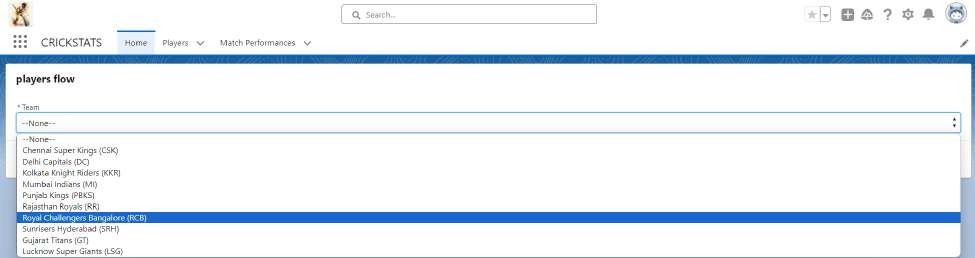 Search...
CRICKSTATS Home Players Match Performances
players flow
* Team
--None--
--None--
Chennai Super Kings (CSK)
Delhi Capitals (DC)
Kolkata Knight Riders (KKR)
Mumbai Indians (MI)
Punjab Kings (PBKS)
Rajasthan Royals (RR)
Royal Challengers Bangalore (RCB)
Sunrisers Hyderabad (SRH)
Gujarat Titans (GT)
Lucknow Super Giants (LSG)